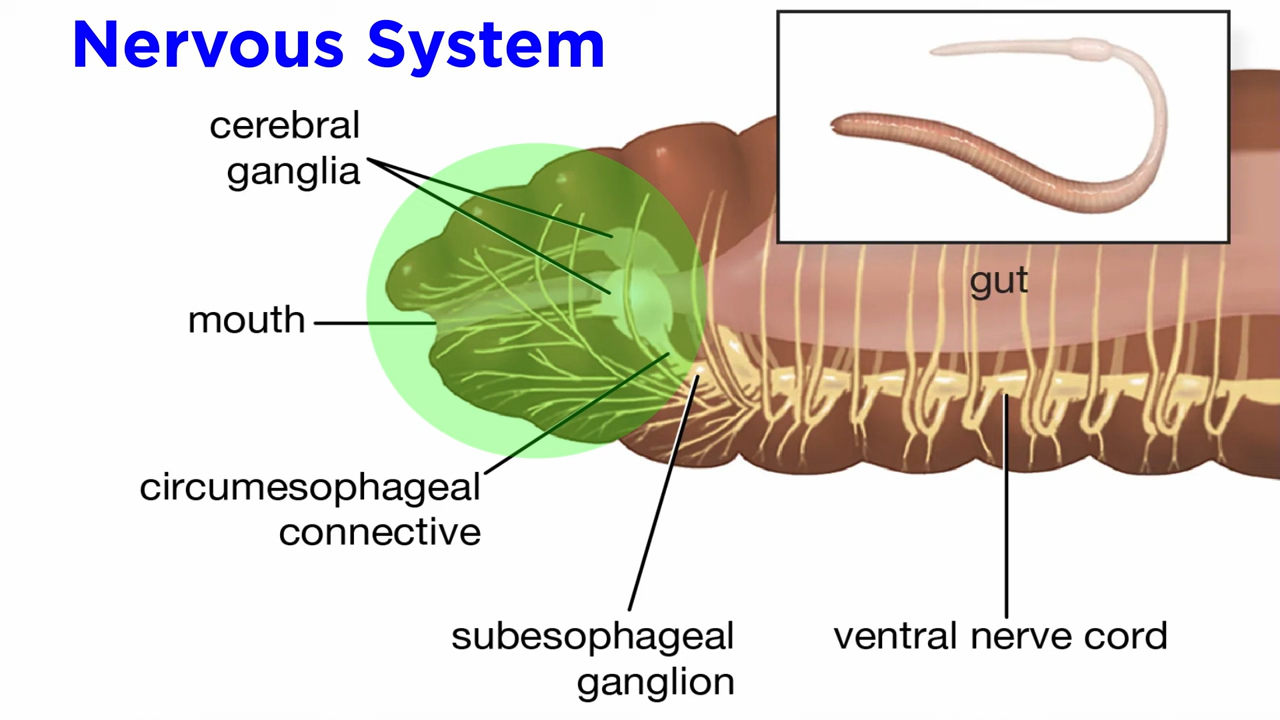 Nervous System
cerebral
ganglia
gut
mouth
circumesophageal
connective
subesophageal
ganglion
ventral nerve cord